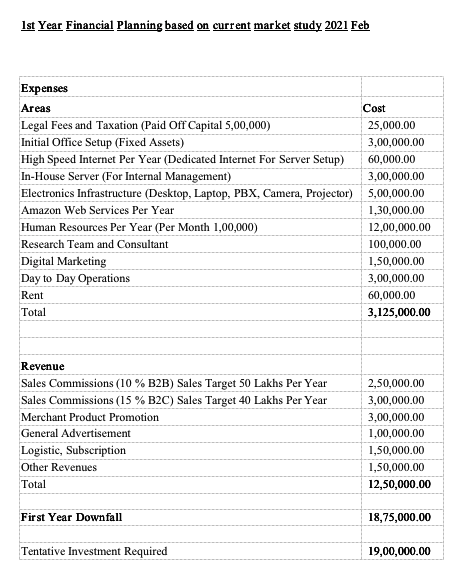 1st Year Financial Planning based on current market study 2021 Feb
Expenses
Areas Cost
Legal Fees and Taxation (Paid Off Capital 5,00,000) 25,000.00
Initial Office Setup (Fixed Assets) 3,00,000.00
High Speed Internet Per Year (Dedicated Internet For Server Setup) 60,000.00
In-House Server (For Internal Management) 3,00,000.00
Electronics Infrastructure (Desktop, Laptop, PBX, Camera, Projector) 5,00,000.00
Amazon Web Services Per Year 1,30,000.00
Human Resources Per Year (Per Month 1,00,000) 12,00,000.00
Research Team and Consultant 100,000.00
Digital Marketing 1,50,000.00
Day to Day Operations 3,00,000.00
Rent 60,000.00
Total 3,125,000.00
Revenue
Sales Commissions (10 % B2B) Sales Target 50 Lakhs Per Year 2,50,000.00
Sales Commissions (15 % B2C) Sales Target 40 Lakhs Per Year 3,00,000.00
Merchant Product Promotion 3,00,000.00
General Advertisement 1,00,000.00
Logistic, Subscription 1,50,000.00
Other Revenues 1,50,000.00
Total 12,50,000.00
First Year Downfall 18,75,000.00
Tentative Investment Required 19,00,000.00